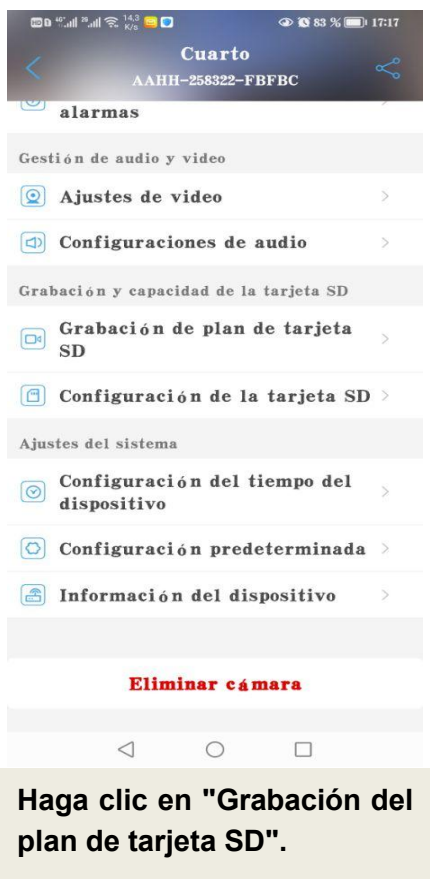 14,3 K/s 83 % 17:17
Cuarto
AAHH-258322-FBFBC
alarmas
Gestión de audio y video
Ajustes de video
Configuraciones de audio
Grabación y capacidad de la tarjeta SD
Grabación de plan de tarjeta
SD
Configuración de la tarjeta SD
Ajustes del sistema
Configuración del tiempo del
dispositivo
Configuración predeterminada
Información del dispositivo
Eliminar cámara
Haga clic en "Grabación del
plan de tarjeta SD".